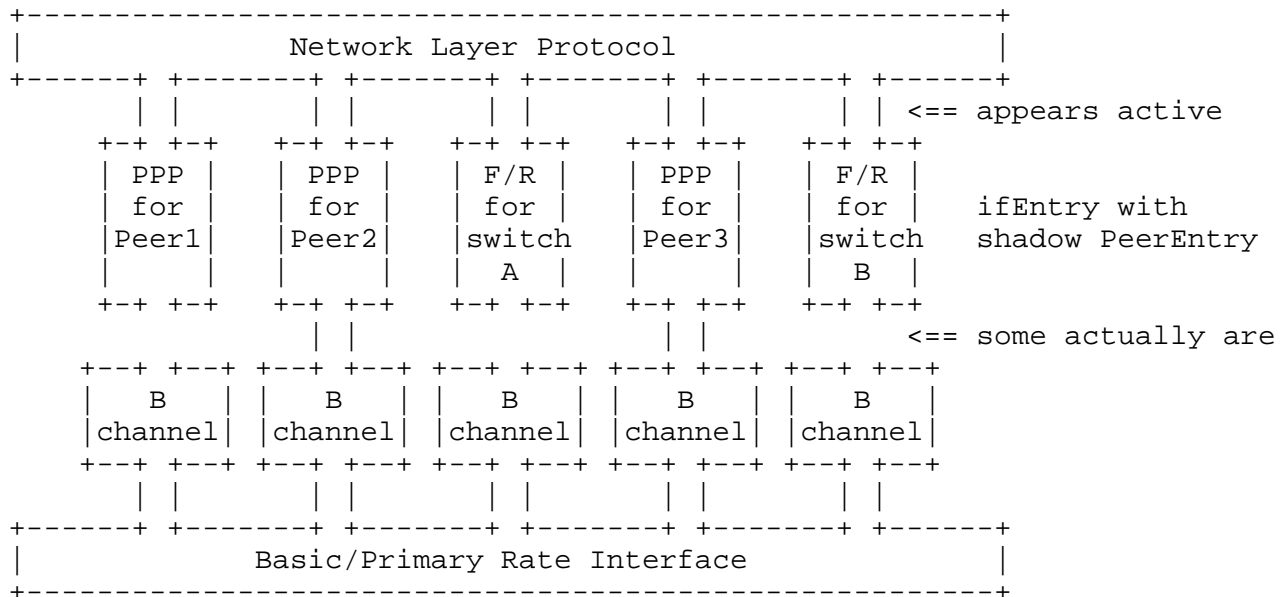 Network Layer Protocol
<== appears active
PPP PPP F/R PPP F/R
for for for for for ifEntry with
Peer1 Peer2 switch Peer3 switch shadow PeerEntry
A B
<== some actually are
B B B B B
channel channel channel channel channel
Basic/Primary Rate Interface